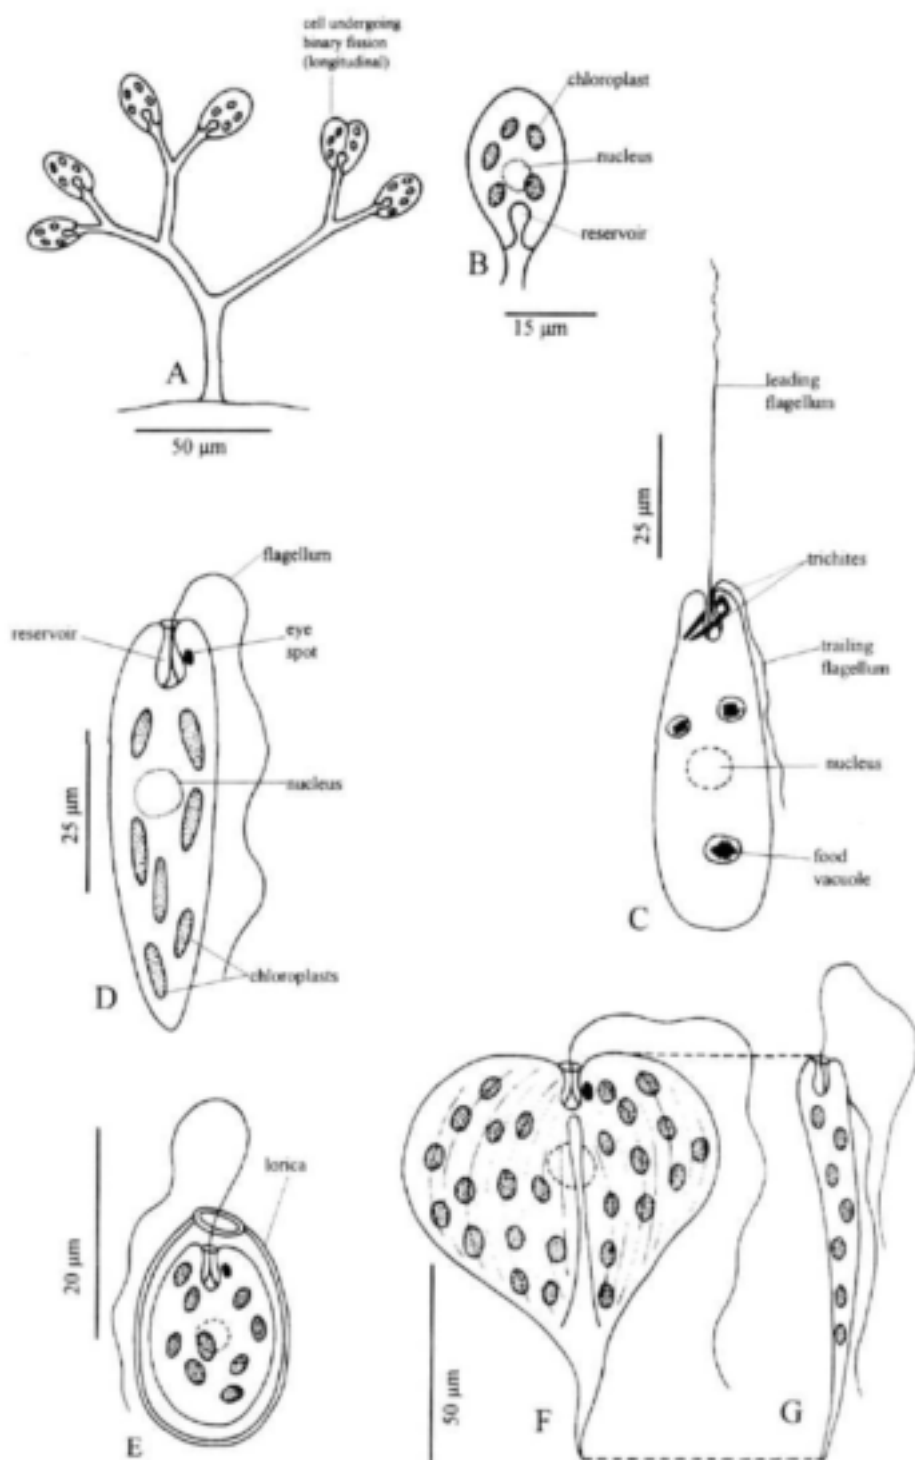 cell undergoing
binary fission
(longitudinal)
chloroplast
nucleus
reservoir
B
15 µm
A
50 µm
leading
flagellum
25 µm
trichites
trailing
flagellum
nucleus
food
vacuole
C
flagellum
reservoir
eye
spot
nucleus
25 µm
chloroplasts
D
lorica
20 µm
E
50 µm
F
G